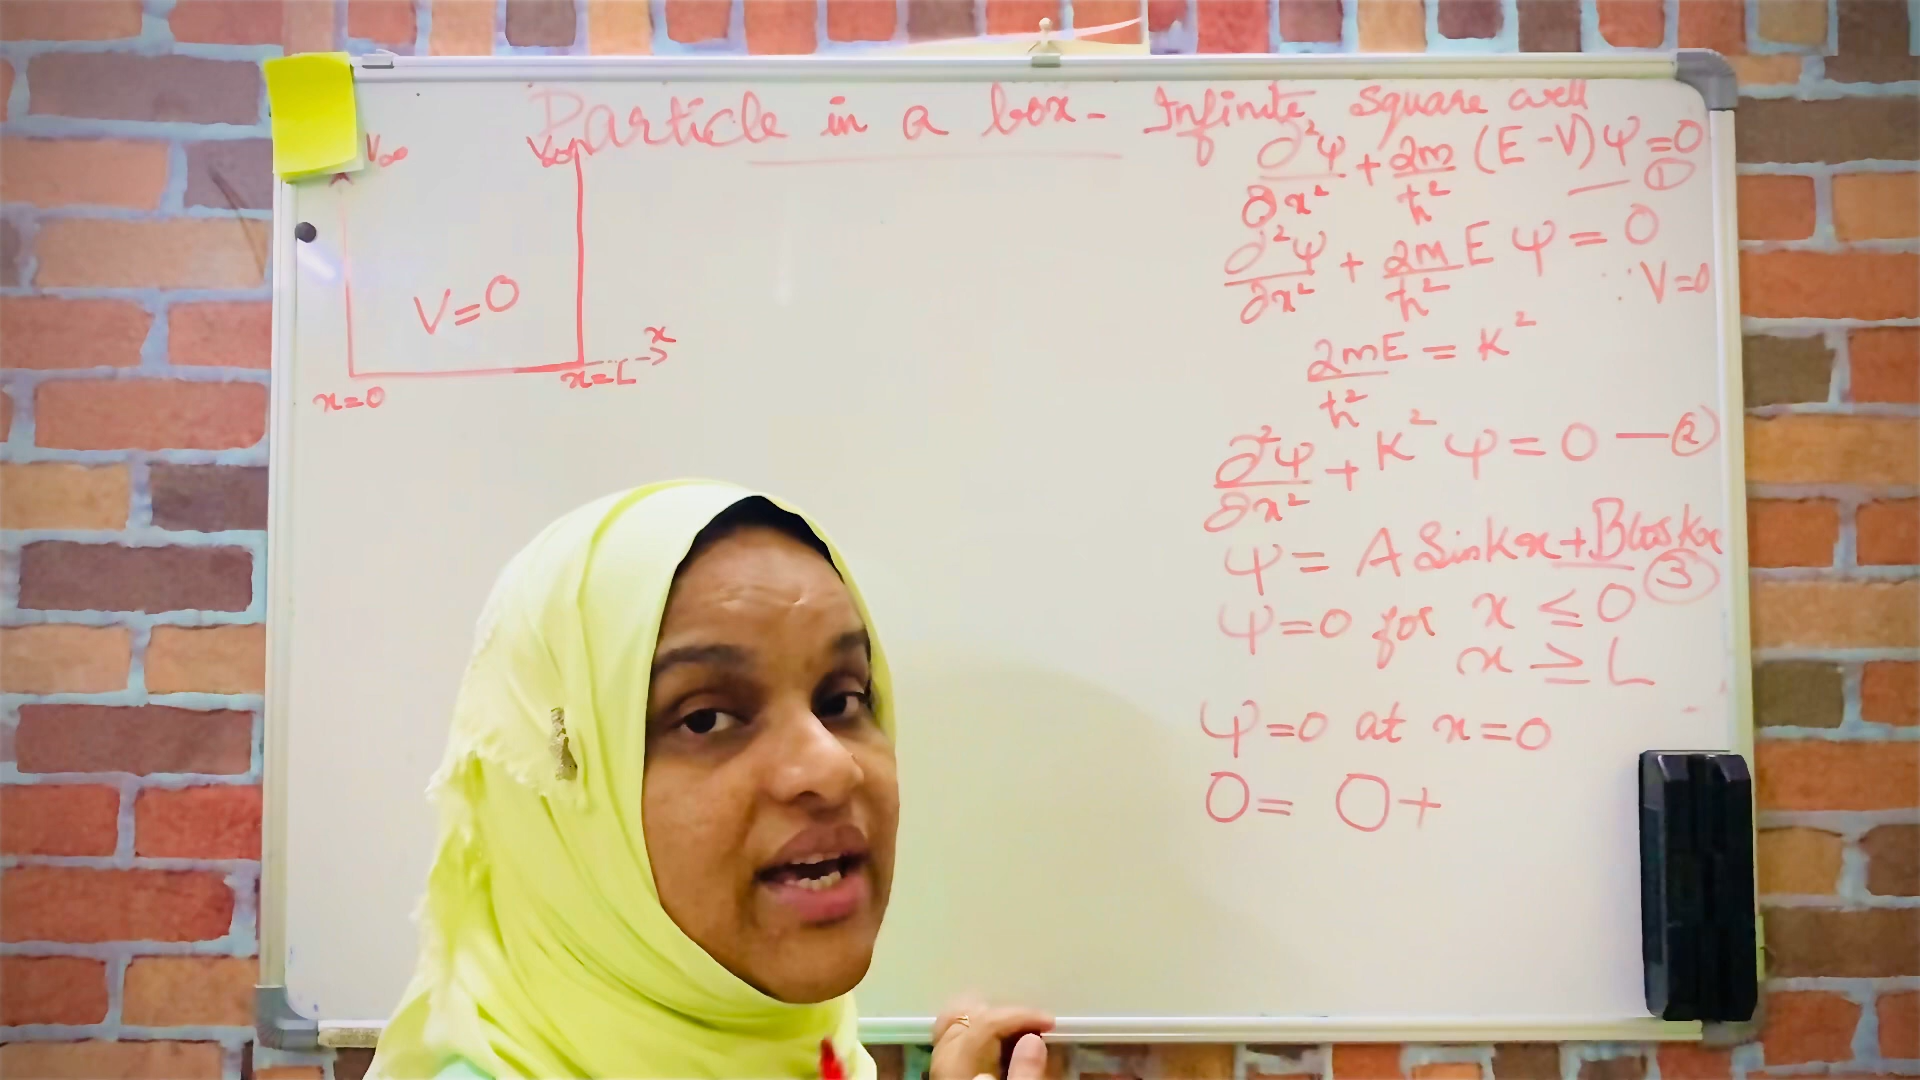 Particle in a box - Infinite square well
V∞
V∞
V=0
x=0
x=L
x
∂²ψ/∂x² + 2m/ħ² (E-V)ψ=0 — ①
∂²ψ/∂x² + 2m/ħ² E ψ = 0
∵ V=0
2mE/ħ² = K²
∂²ψ/∂x² + K² ψ = 0 — ②
ψ = A Sin Kx + B Cos Kx
③
ψ=0 for x ≤ 0
x ≥ L
ψ=0 at x=0
0 = 0 +